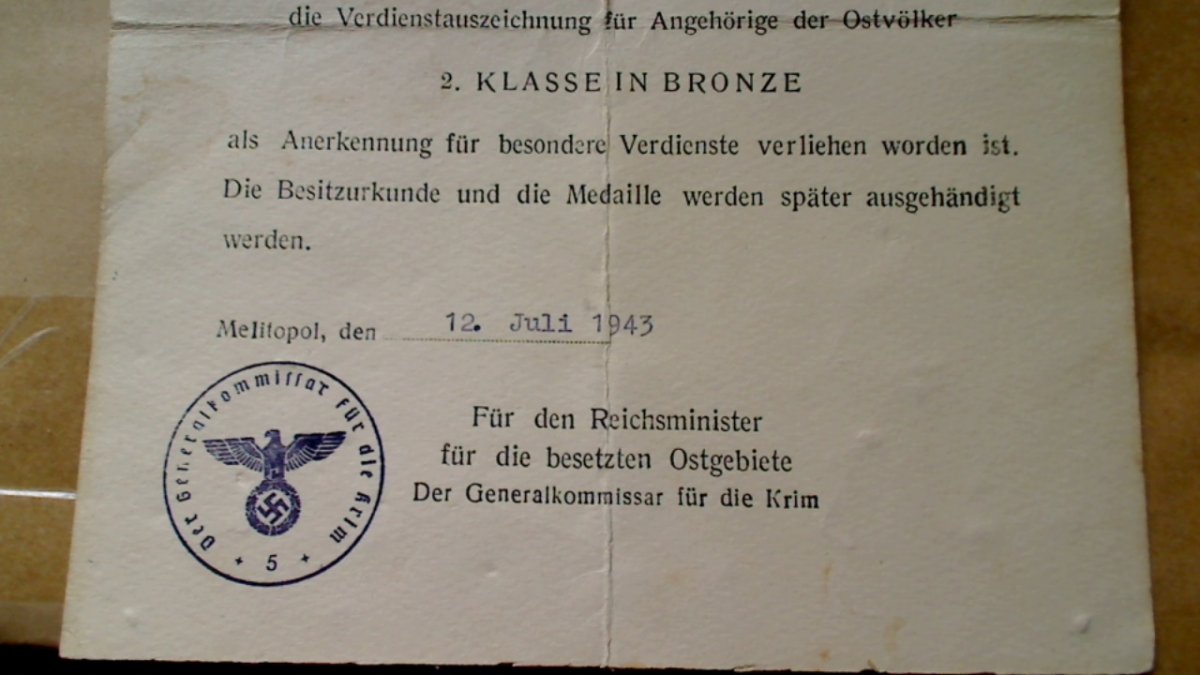 die Verdienstauszeichnung für Angehörige der Ostvölker
2. KLASSE IN BRONZE
als Anerkennung für besondere Verdienste verliehen worden ist.
Die Besitzurkunde und die Medaille werden später ausgehändigt
werden.
Melitopol, den 12. Juli 1943
Der Generalkommissar für die Krim
5
Für den Reichsminister
für die besetzten Ostgebiete
Der Generalkommissar für die Krim